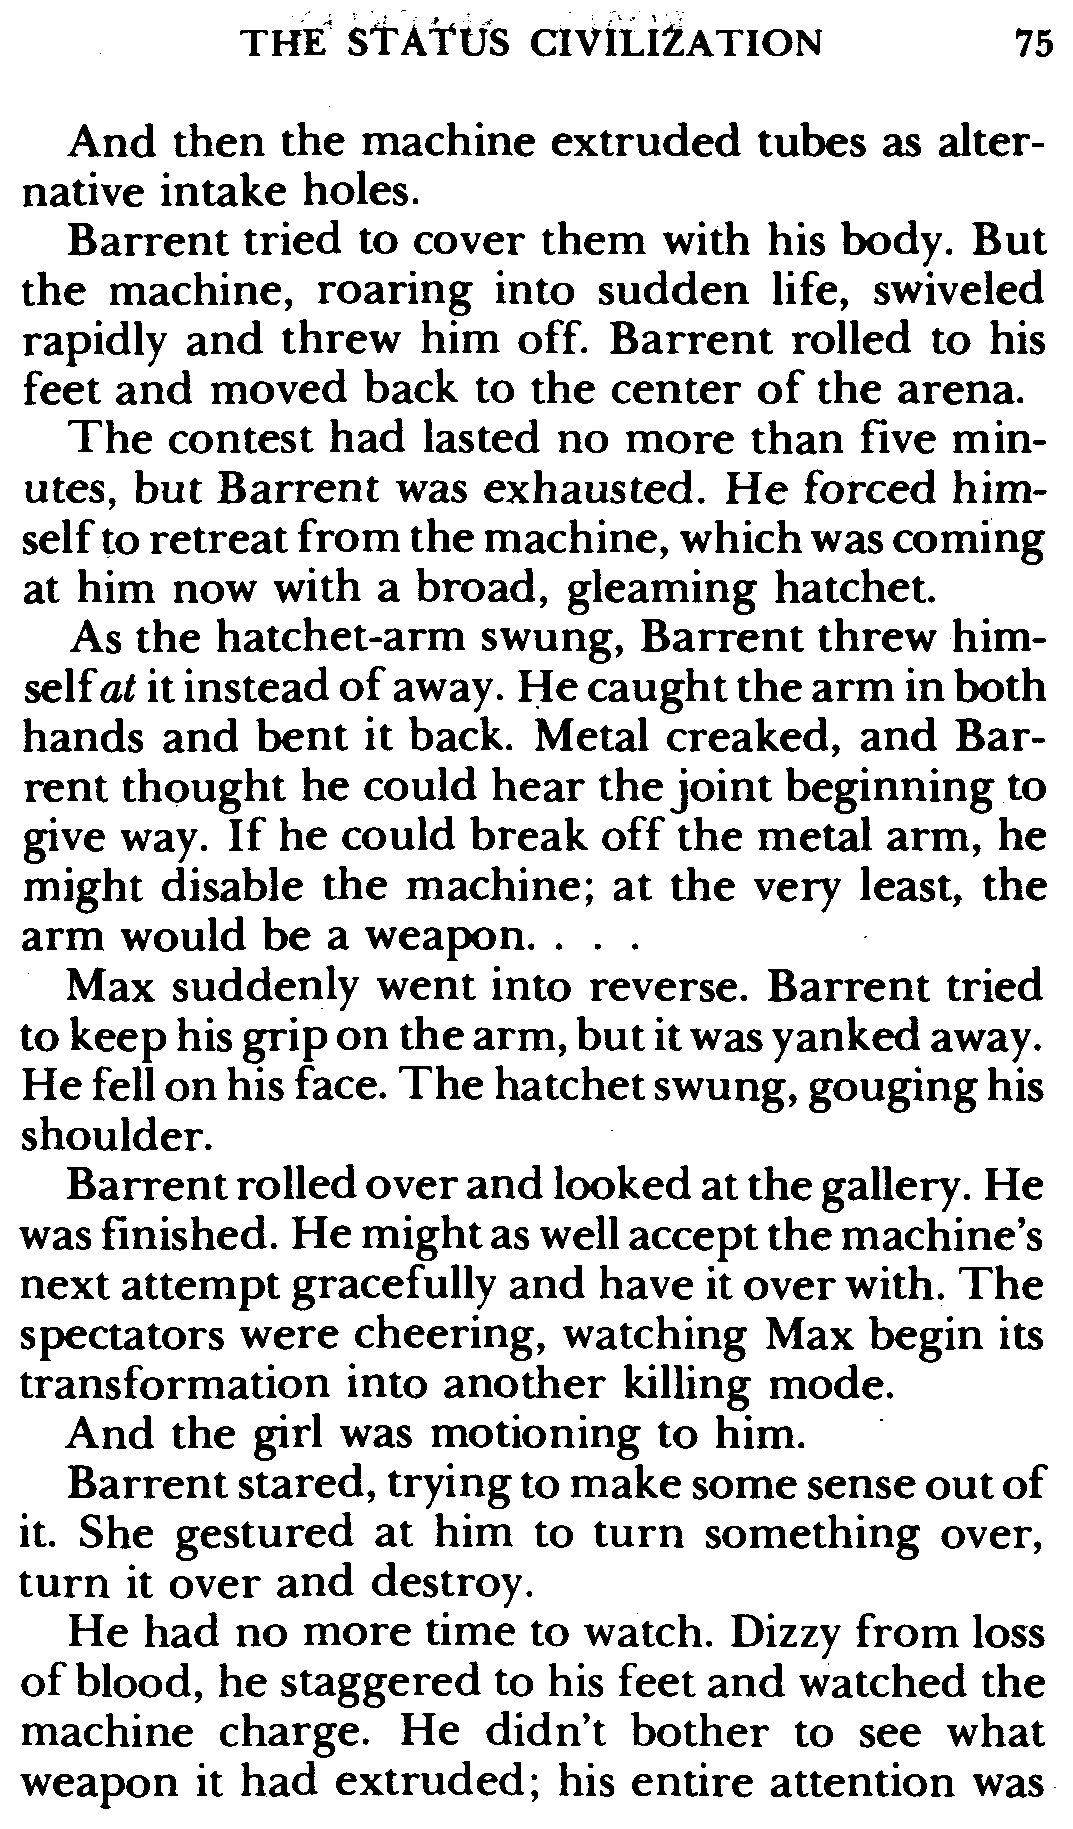 THE STATUS CIVILIZATION 75
And then the machine extruded tubes as alter-
native intake holes.
Barrent tried to cover them with his body. But
the machine, roaring into sudden life, swiveled
rapidly and threw him off. Barrent rolled to his
feet and moved back to the center of the arena.
The contest had lasted no more than five min-
utes, but Barrent was exhausted. He forced him-
self to retreat from the machine, which was coming
at him now with a broad, gleaming hatchet.
As the hatchet-arm swung, Barrent threw him-
self at it instead of away. He caught the arm in both
hands and bent it back. Metal creaked, and Bar-
rent thought he could hear the joint beginning to
give way. If he could break off the metal arm, he
might disable the machine; at the very least, the
arm would be a weapon. . . .
Max suddenly went into reverse. Barrent tried
to keep his grip on the arm, but it was yanked away.
He fell on his face. The hatchet swung, gouging his
shoulder.
Barrent rolled over and looked at the gallery. He
was finished. He might as well accept the machine's
next attempt gracefully and have it over with. The
spectators were cheering, watching Max begin its
transformation into another killing mode.
And the girl was motioning to him.
Barrent stared, trying to make some sense out of
it. She gestured at him to turn something over,
turn it over and destroy.
He had no more time to watch. Dizzy from loss
of blood, he staggered to his feet and watched the
machine charge. He didn't bother to see what
weapon it had extruded; his entire attention was